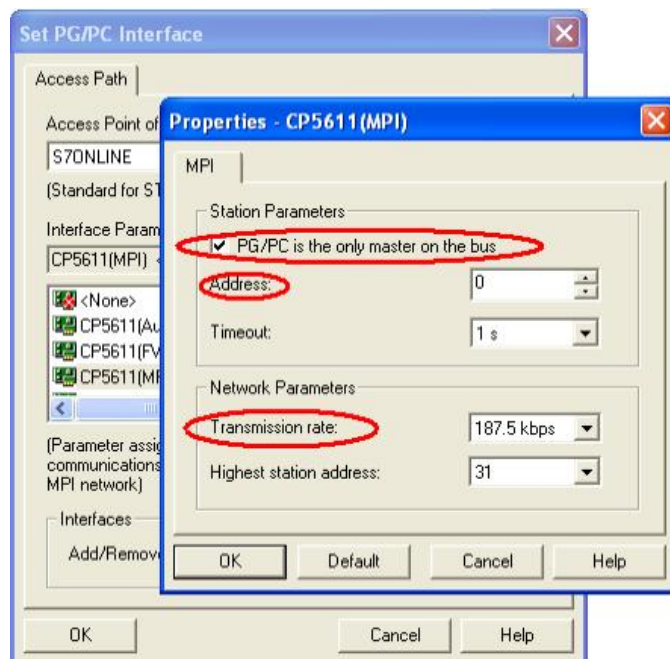 Set PG/PC Interface
Access Path
Access Point of
S7ONLINE
(Standard for ST
Interface Param
CP5611(MPI) <
<None>
CP5611(Au
CP5611(FV
CP5611(MF
(Parameter assig
communications
MPI network)
Interfaces
Add/Remov
OK
Cancel
Help
Properties - CP5611(MPI)
MPI
Station Parameters
PG/PC is the only master on the bus
Address: 0
Timeout: 1 s
Network Parameters
Transmission rate: 187.5 kbps
Highest station address: 31
OK
Default
Cancel
Help